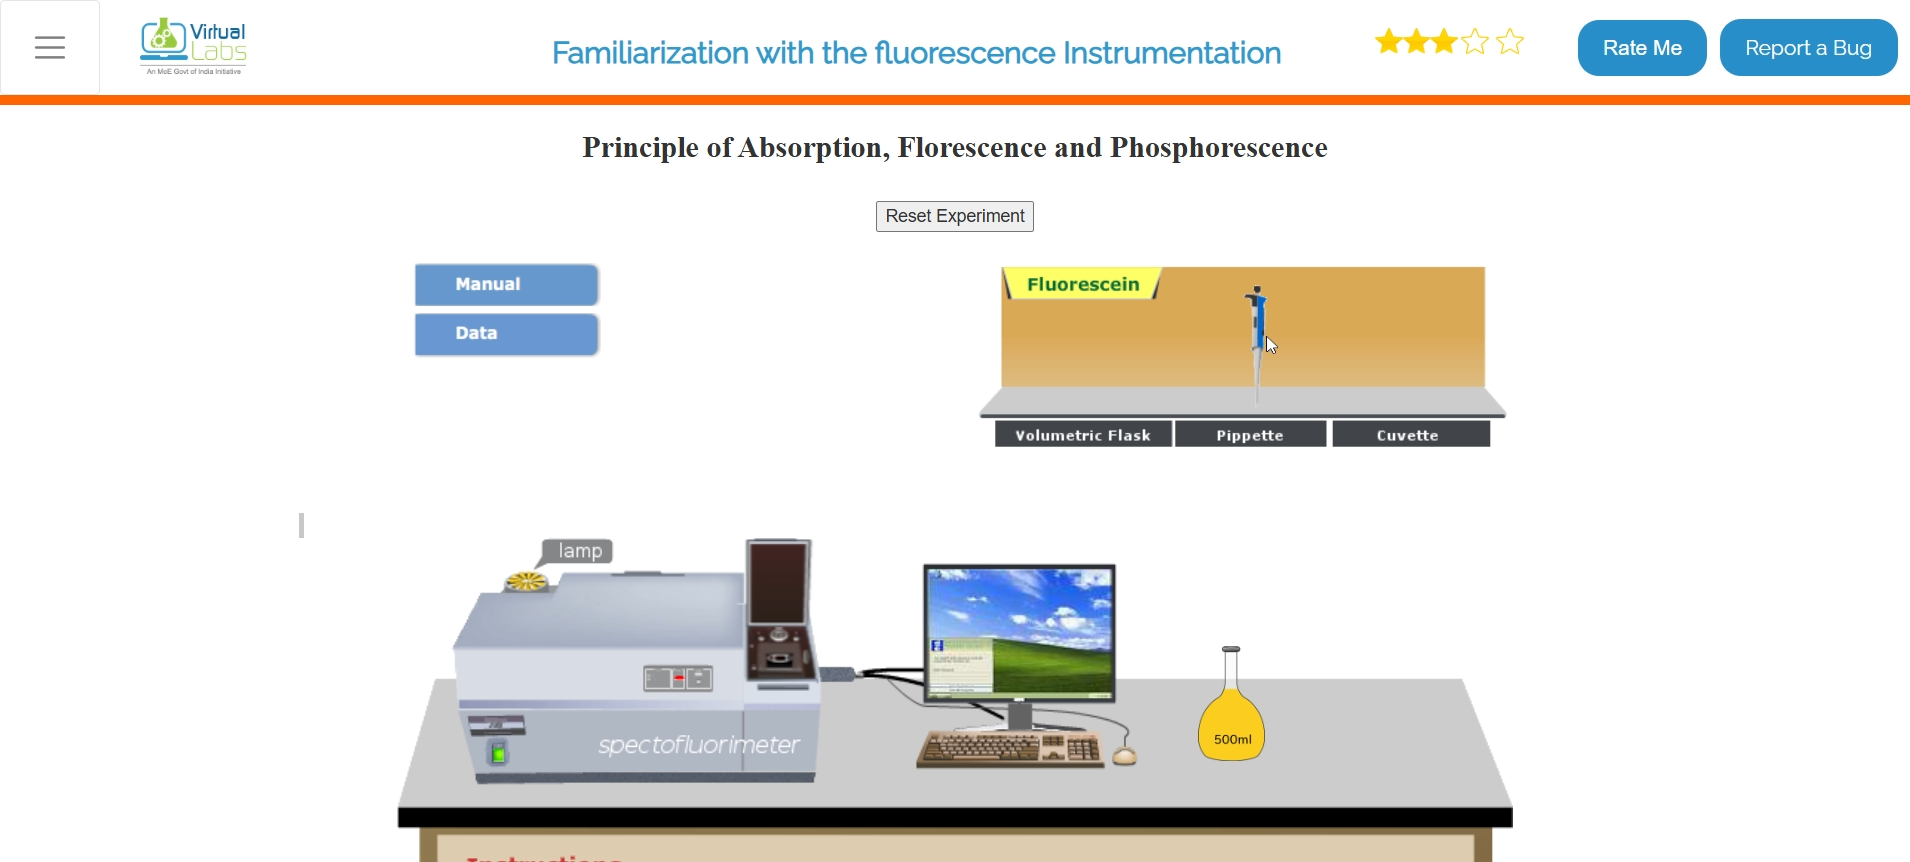 Virtual
Labs
An MoE Govt of India Initiative
Familiarization with the fluorescence Instrumentation
Rate Me
Report a Bug
Principle of Absorption, Florescence and Phosphorescence
Reset Experiment
Manual
Data
Fluorescein
Volumetric Flask
Pippette
Cuvette
lamp
spectofluorimeter
500ml
Instructions